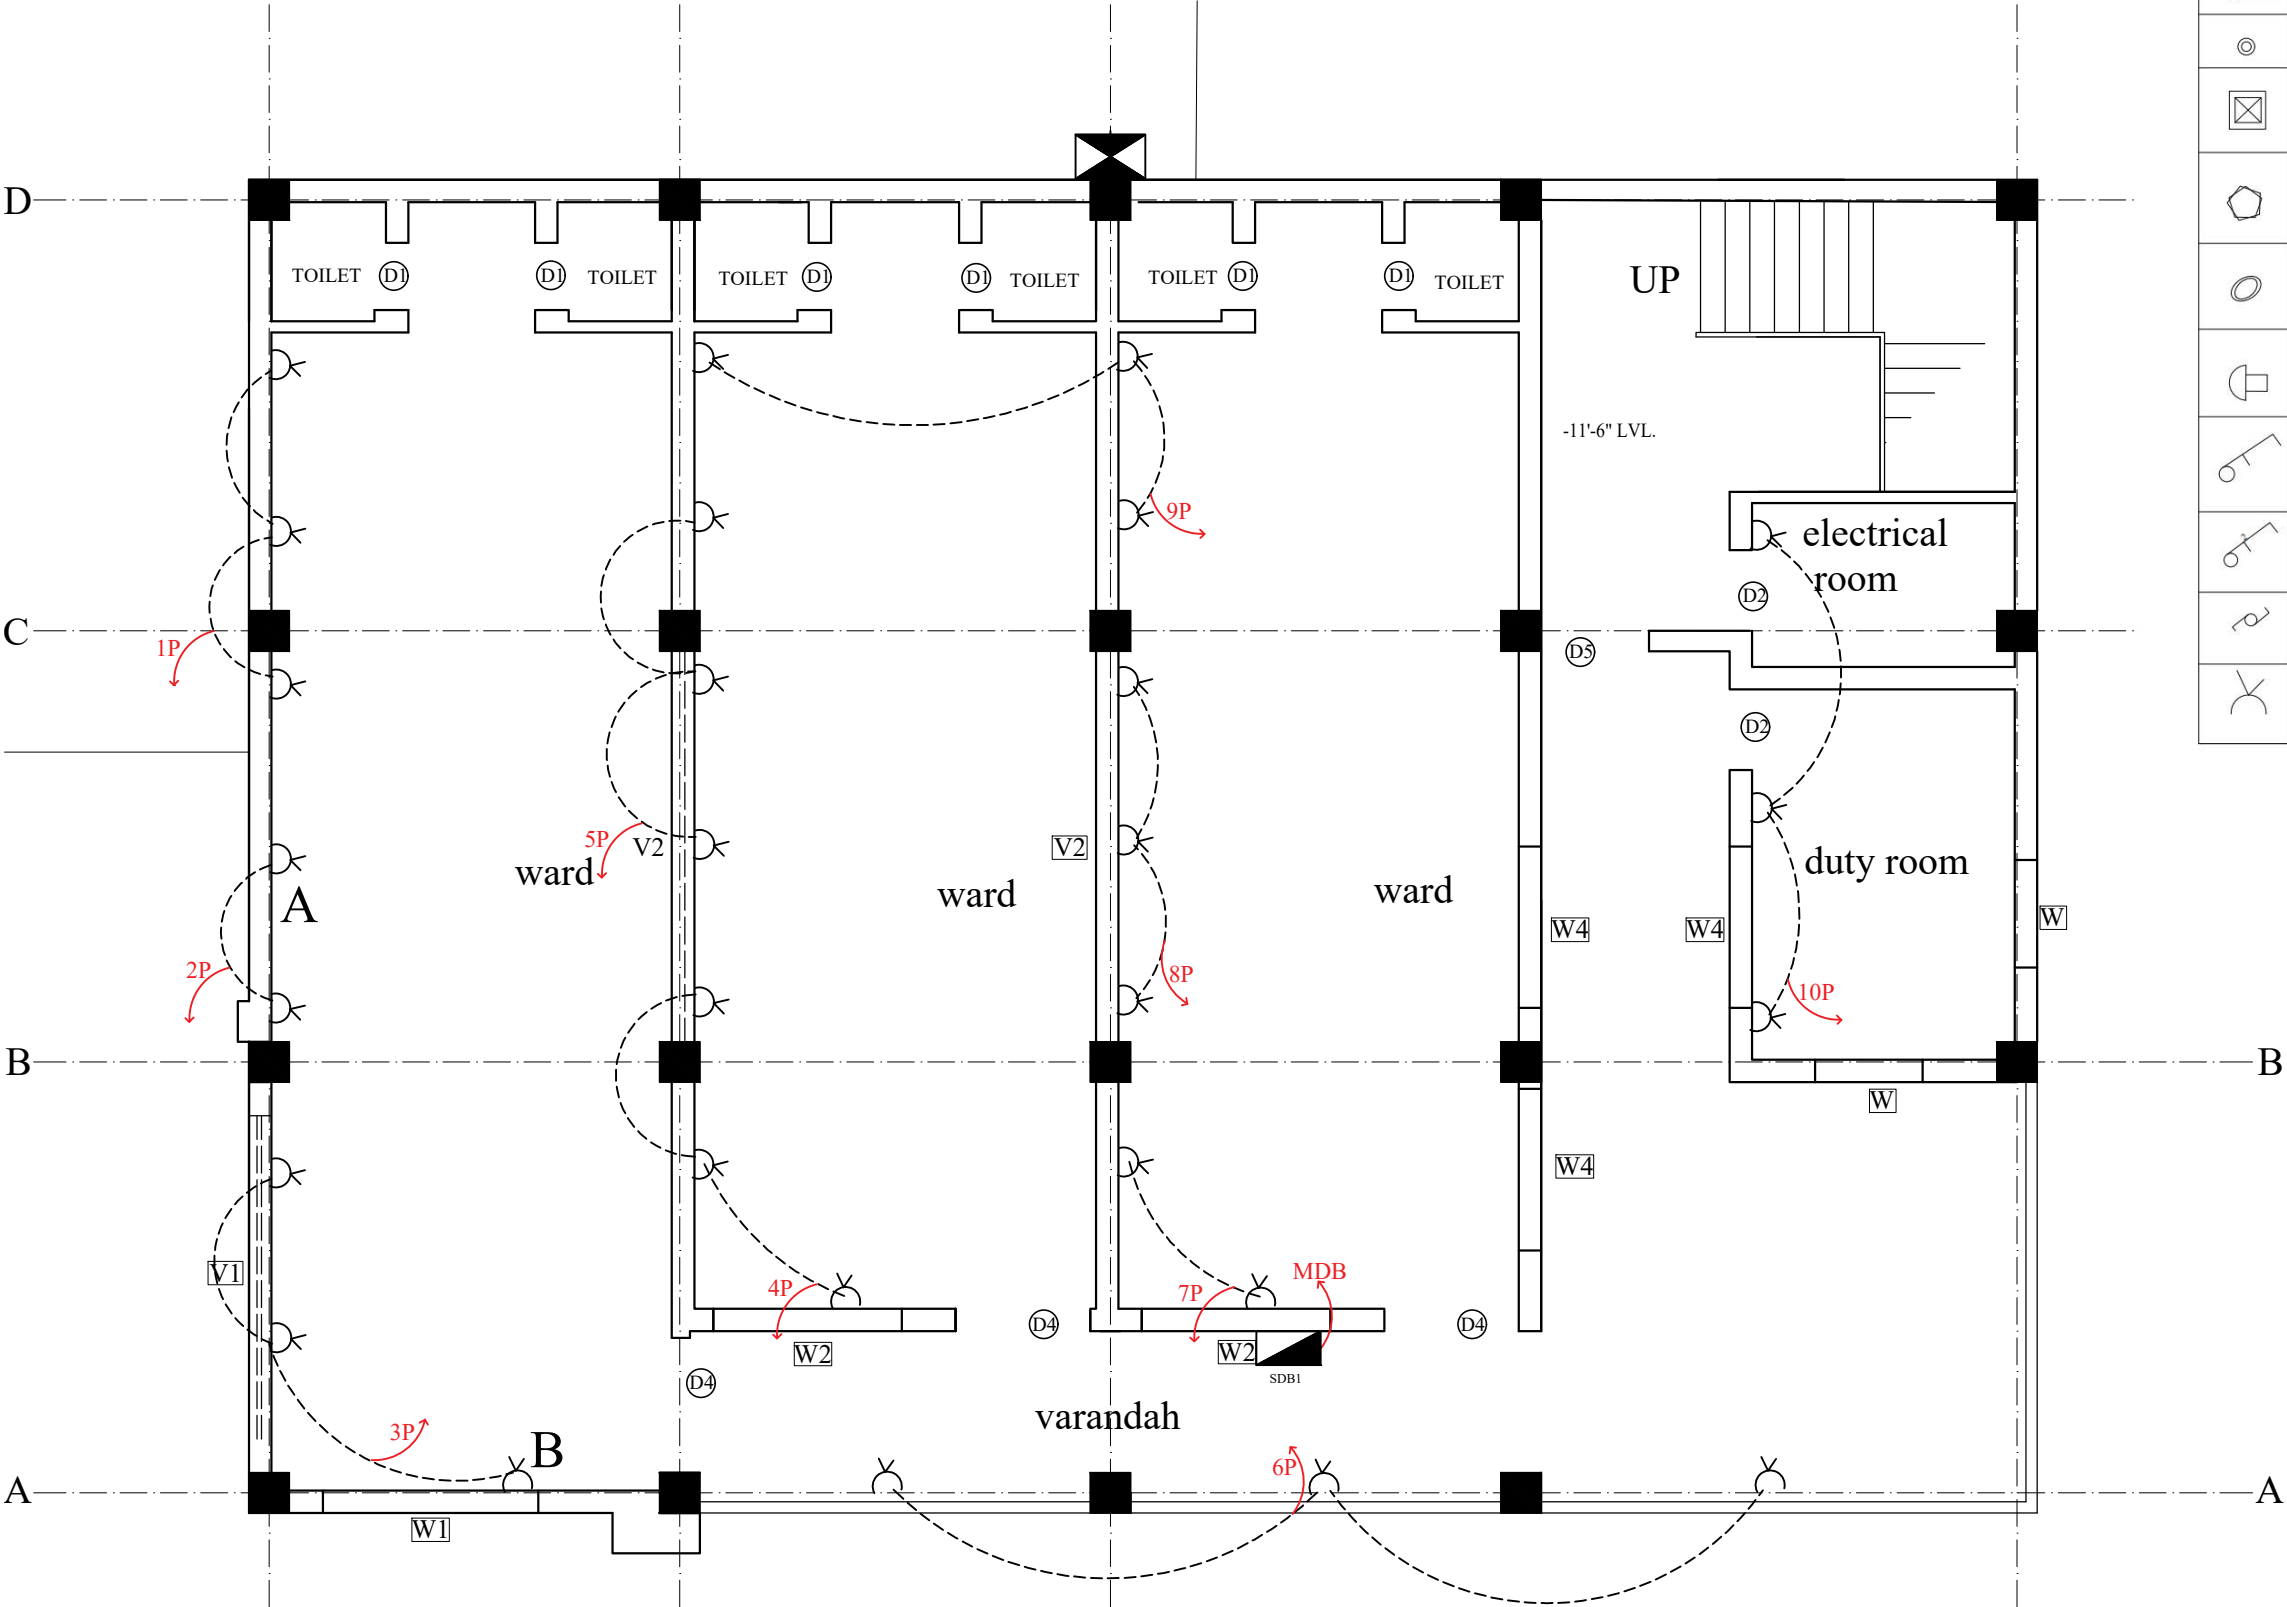 D
TOILET D1 D1 TOILET TOILET D1 D1 TOILET TOILET D1 D1 TOILET UP
-11'-6" LVL.
9P
electrical
room
D2
C
1P
D5
D2
5P V2 V2
ward ward ward duty room
A
W4 W4 W
2P 8P 10P
B B
W
W4
V1 4P 7P MDB
D4 D4
W2 W2
SDB1
D4
varandah
3P B 6P
A A
W1